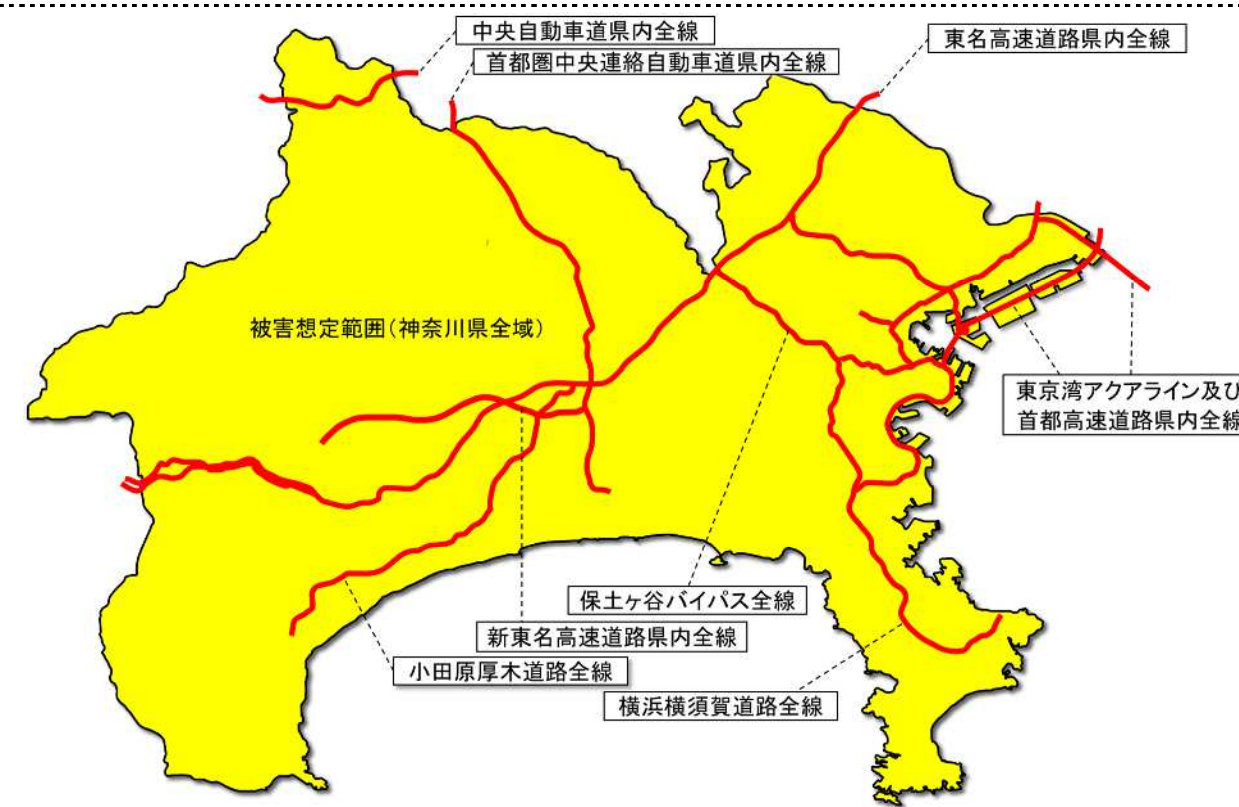 中央自動車道県内全線
首都圏中央連絡自動車道県内全線
東名高速道路県内全線
被害想定範囲(神奈川県全域)
東京湾アクアライン及び
首都高速道路県内全線
保土ヶ谷バイパス全線
新東名高速道路県内全線
小田原厚木道路全線
横浜横須賀道路全線